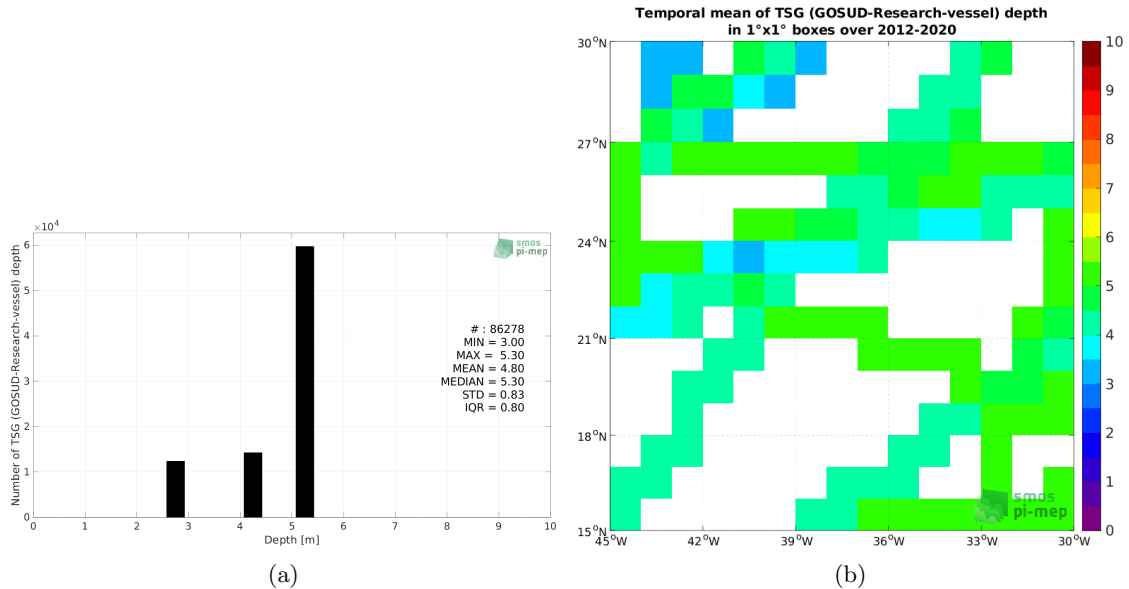 Temporal mean of TSG (GOSUD-Research-vessel) depth
in 1°x1° boxes over 2012-2020
×10⁴
Number of TSG (GOSUD-Research-vessel) depth
6
5
4
3
2
1
0
0 1 2 3 4 5 6 7 8 9 10
Depth [m]
smos
pi-mep
# : 86278
MIN = 3.00
MAX = 5.30
MEAN = 4.80
MEDIAN = 5.30
STD = 0.83
IQR = 0.80
(a)
30°N
27°N
24°N
21°N
18°N
15°N
45°W 42°W 39°W 36°W 33°W 30°W
smos
pi-mep
10
9
8
7
6
5
4
3
2
1
0
(b)